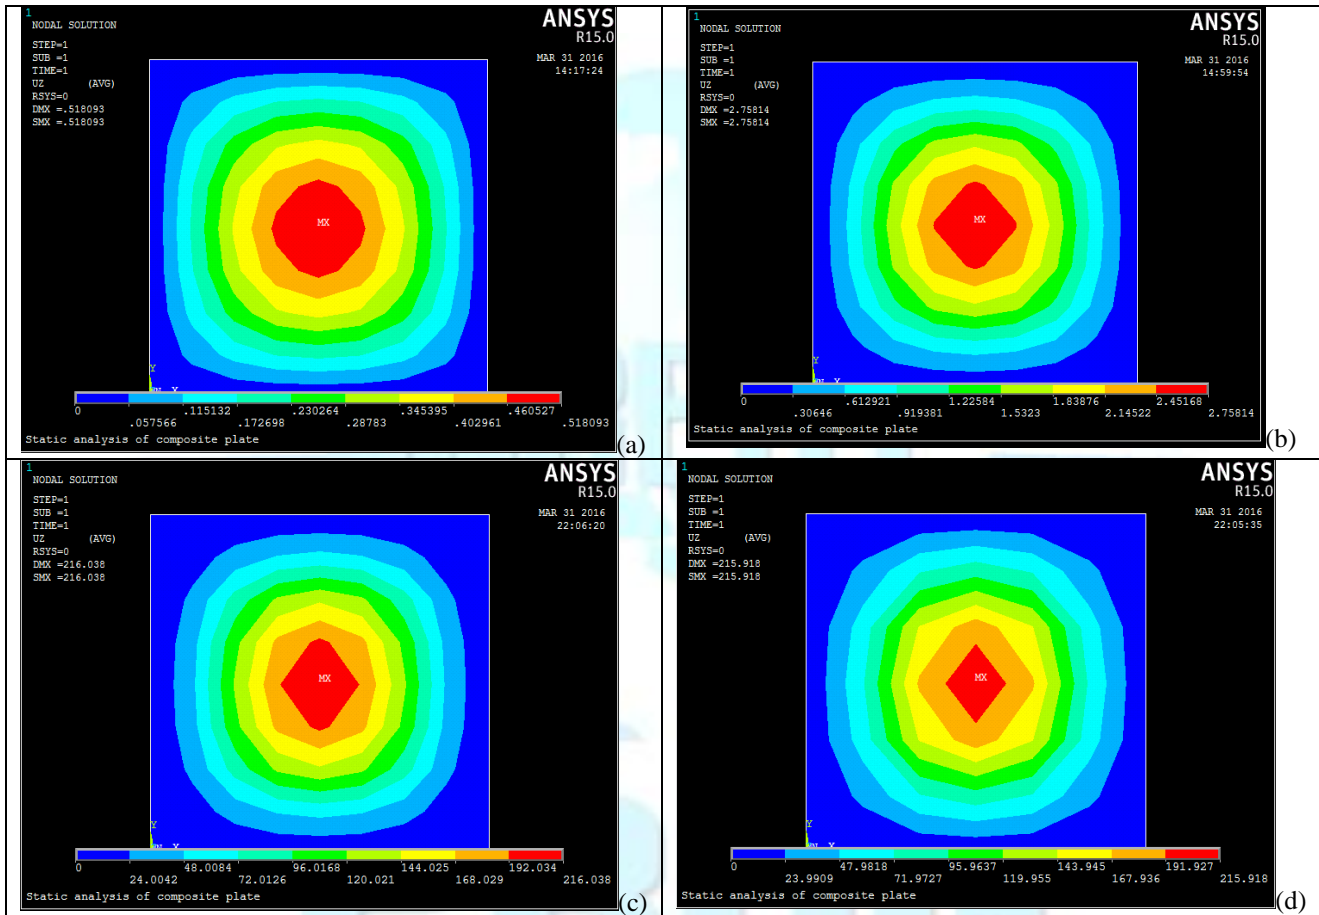 1
NODAL SOLUTION
ANSYS
R15.0
STEP=1
SUB =1
TIME=1
UZ (AVG)
RSYS=0
DMX =.518093
SMX =.518093
MAR 31 2016
14:17:24
MX
Y
X
0 .115132 .230264 .345395 .460527
.057566 .172698 .28783 .402961 .518093
Static analysis of composite plate
(a)
1
NODAL SOLUTION
ANSYS
R15.0
STEP=1
SUB =1
TIME=1
UZ (AVG)
RSYS=0
DMX =2.75814
SMX =2.75814
MAR 31 2016
14:59:54
MX
Y
X
0 .612921 1.22584 1.83876 2.45168
.30646 .919381 1.5323 2.14522 2.75814
Static analysis of composite plate
(b)
1
NODAL SOLUTION
ANSYS
R15.0
STEP=1
SUB =1
TIME=1
UZ (AVG)
RSYS=0
DMX =216.038
SMX =216.038
MAR 31 2016
22:06:20
MX
Y
X
0 48.0084 96.0168 144.025 192.034
24.0042 72.0126 120.021 168.029 216.038
Static analysis of composite plate
(c)
1
NODAL SOLUTION
ANSYS
R15.0
STEP=1
SUB =1
TIME=1
UZ (AVG)
RSYS=0
DMX =215.918
SMX =215.918
MAR 31 2016
22:05:35
MX
Y
X
0 47.9818 95.9637 143.945 191.927
23.9909 71.9727 119.955 167.936 215.918
Static analysis of composite plate
(d)